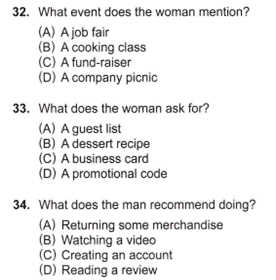 32. What event does the woman mention?
(A) A job fair
(B) A cooking class
(C) A fund-raiser
(D) A company picnic
33. What does the woman ask for?
(A) A guest list
(B) A dessert recipe
(C) A business card
(D) A promotional code
34. What does the man recommend doing?
(A) Returning some merchandise
(B) Watching a video
(C) Creating an account
(D) Reading a review